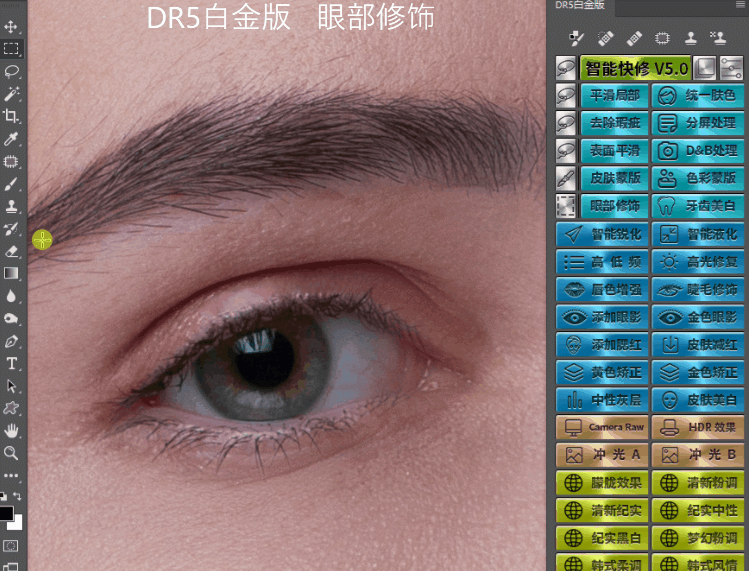 DR5白金版 眼部修饰
DR5白金版
智能快修 V5.0
平滑局部 统一肤色
去除瑕疵 分屏处理
表面平滑 D&B处理
皮肤蒙版 色彩蒙版
眼部修饰 牙齿美白
智能锐化 智能液化
高 低 频 高光修复
唇色增强 睫毛修饰
添加眼影 金色眼影
添加腮红 皮肤减红
黄色矫正 金色矫正
中性灰层 皮肤美白
Camera Raw HDR 效果
冲 光 A 冲 光 B
朦胧效果 清新粉调
清新纪实 纪实中性
纪实黑白 梦幻粉调
韩式柔调 韩式风情
T